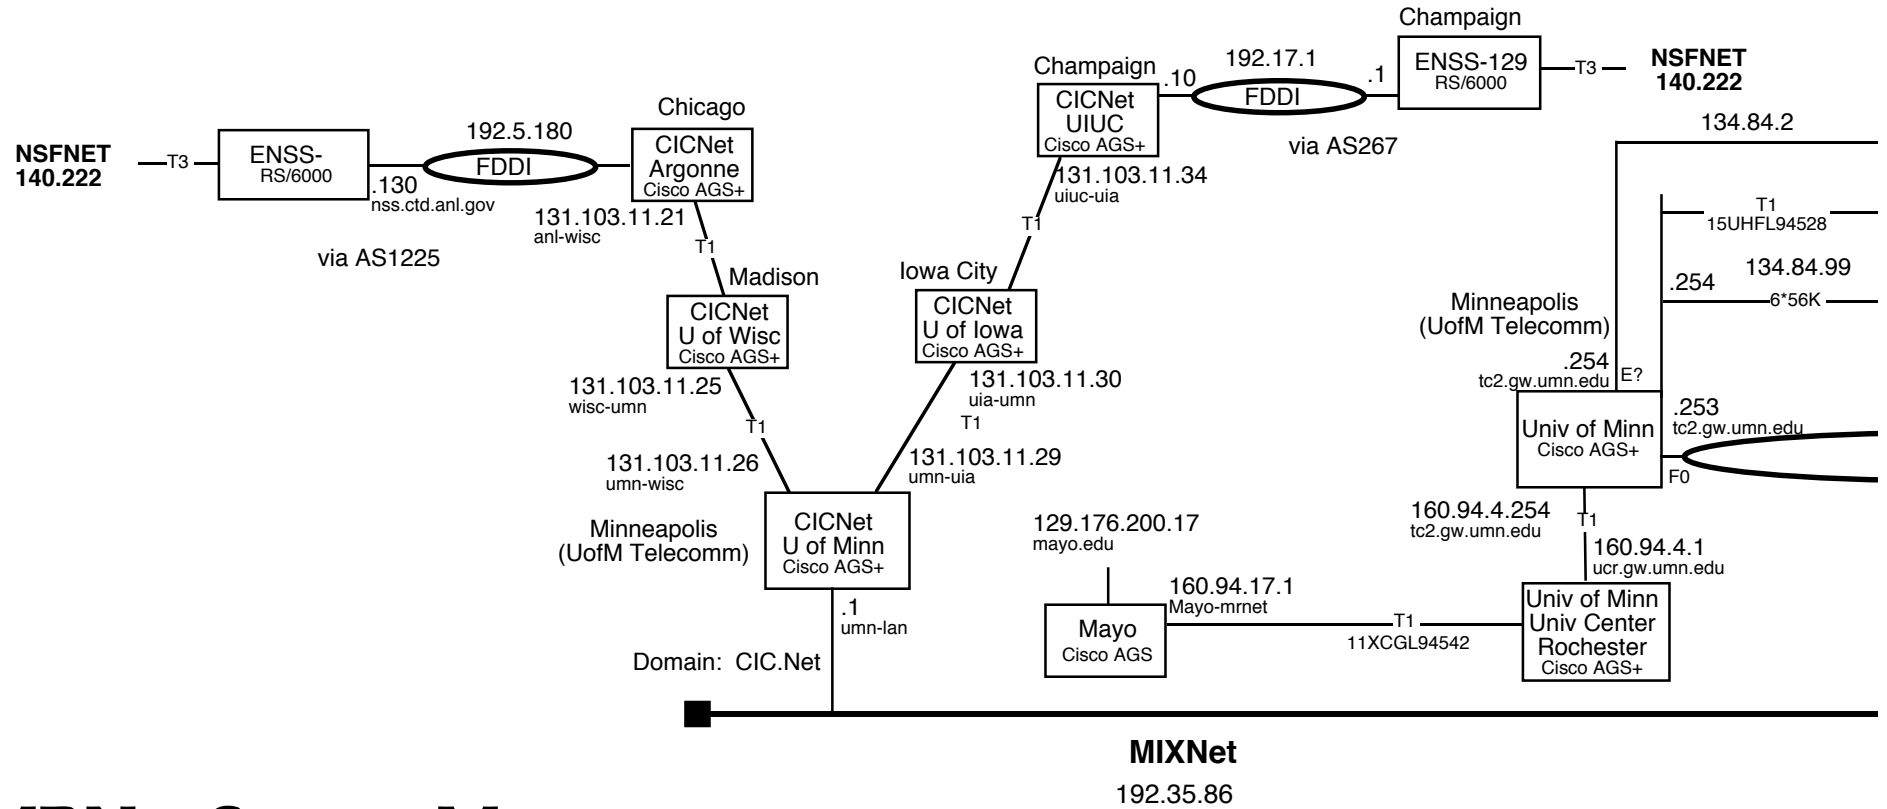 Champaign
ENSS-129
RS/6000
T3
NSFNET
140.222
192.17.1
FDDI
.10
.1
via AS267
Champaign
CICNet
UIUC
Cisco AGS+
131.103.11.34
uiuc-uia
T1
Chicago
CICNet
Argonne
Cisco AGS+
192.5.180
FDDI
NSFNET
140.222
T3
ENSS-
RS/6000
.130
nss.ctd.anl.gov
via AS1225
131.103.11.21
anl-wisc
T1
Madison
CICNet
U of Wisc
Cisco AGS+
131.103.11.25
wisc-umn
T1
131.103.11.26
umn-wisc
Iowa City
CICNet
U of Iowa
Cisco AGS+
131.103.11.30
uia-umn
T1
131.103.11.29
umn-uia
Minneapolis
(UofM Telecomm)
CICNet
U of Minn
Cisco AGS+
.1
umn-lan
Domain: CIC.Net
134.84.2
T1
15UHFL94528
134.84.99
.254
6*56K
Minneapolis
(UofM Telecomm)
.254
tc2.gw.umn.edu
E?
Univ of Minn
Cisco AGS+
.253
tc2.gw.umn.edu
F0
160.94.4.254
tc2.gw.umn.edu
T1
160.94.4.1
ucr.gw.umn.edu
Univ of Minn
Univ Center
Rochester
Cisco AGS+
129.176.200.17
mayo.edu
Mayo
Cisco AGS
160.94.17.1
Mayo-mrnet
T1
11XCGL94542
MIXNet
192.35.86